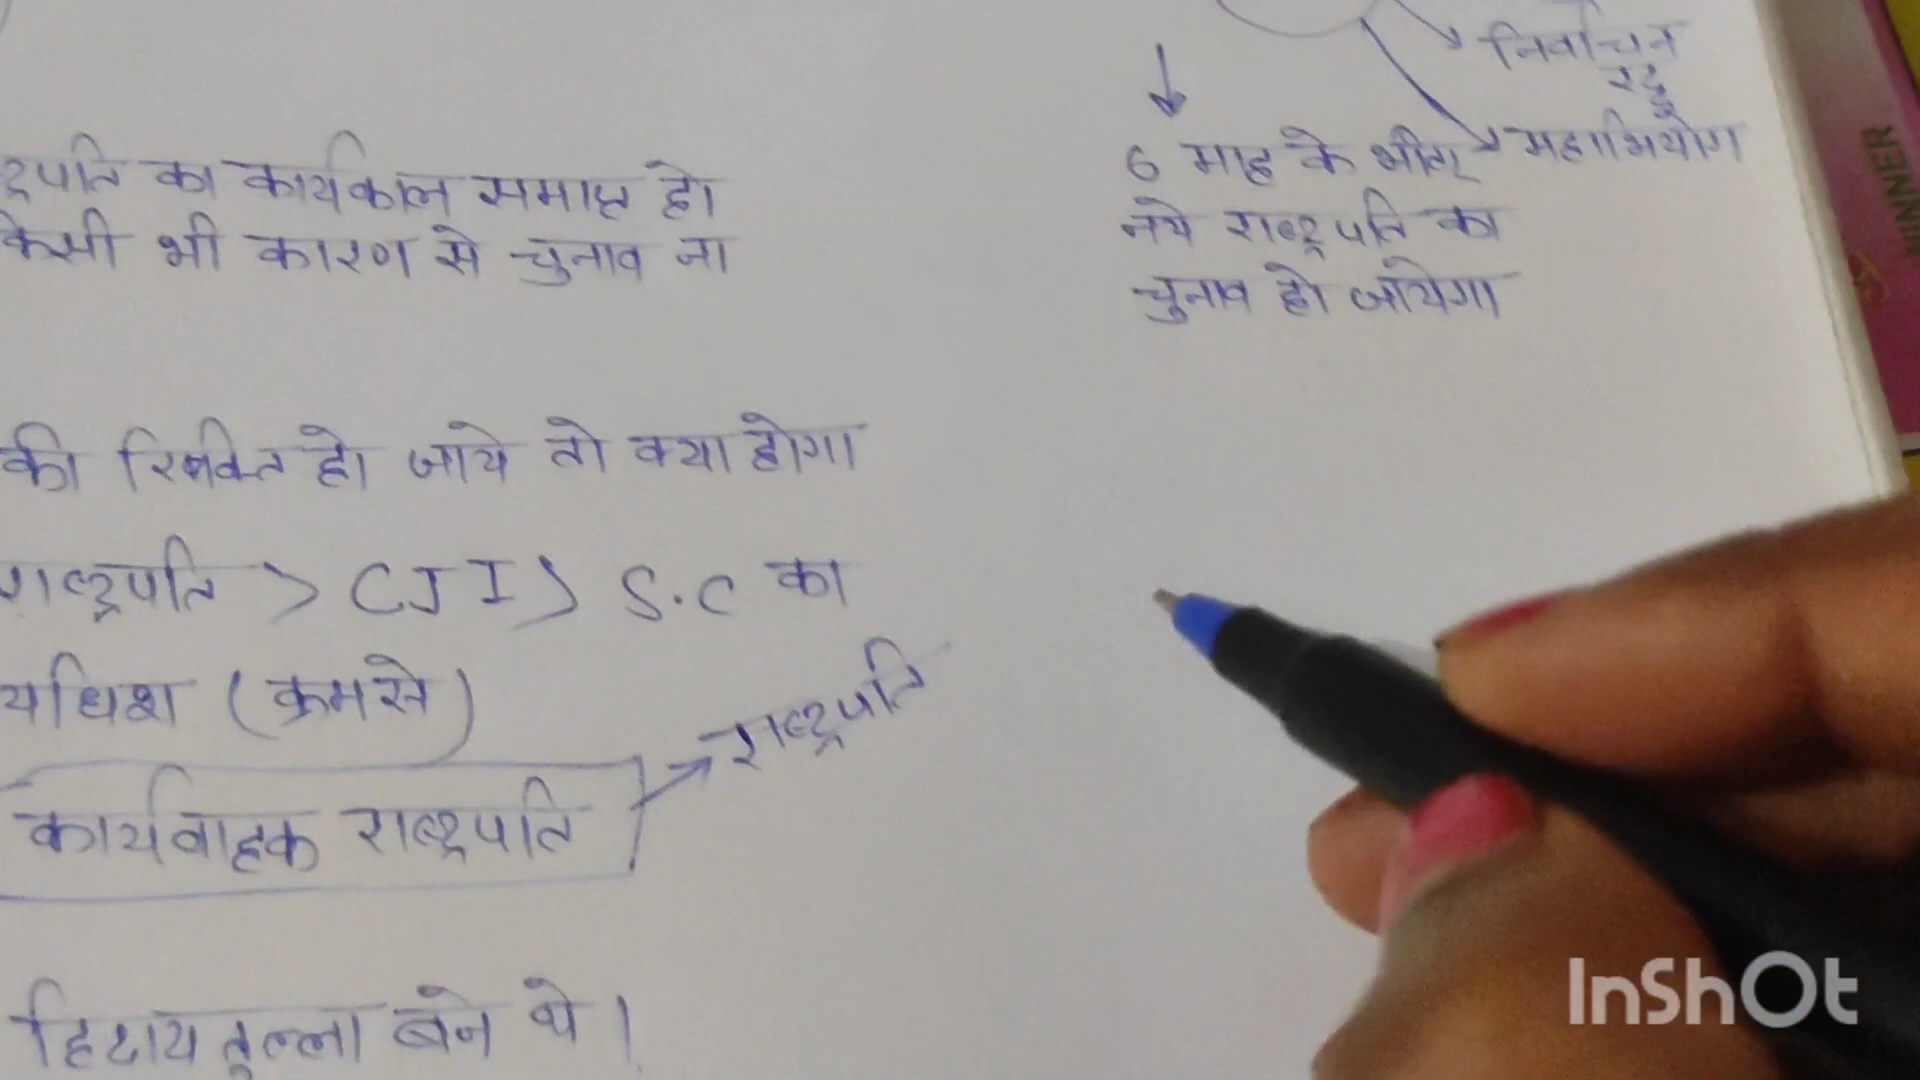 निर्वाचन
रद्द
महाभियोग
6 माह के भीतर
नये राष्ट्रपति का
चुनाव हो जायेगा
ट्रपति का कार्यकाल समाप्त हो
केसी भी कारण से चुनाव ना
की रिक्ति हो जाये तो क्या होगा
राष्ट्रपति > CJI > S.C का
यधिश (क्रम से)
कार्यवाहक राष्ट्रपति
राष्ट्रपति
हिदायतुल्ला बने थे।
WINNER
InShOt